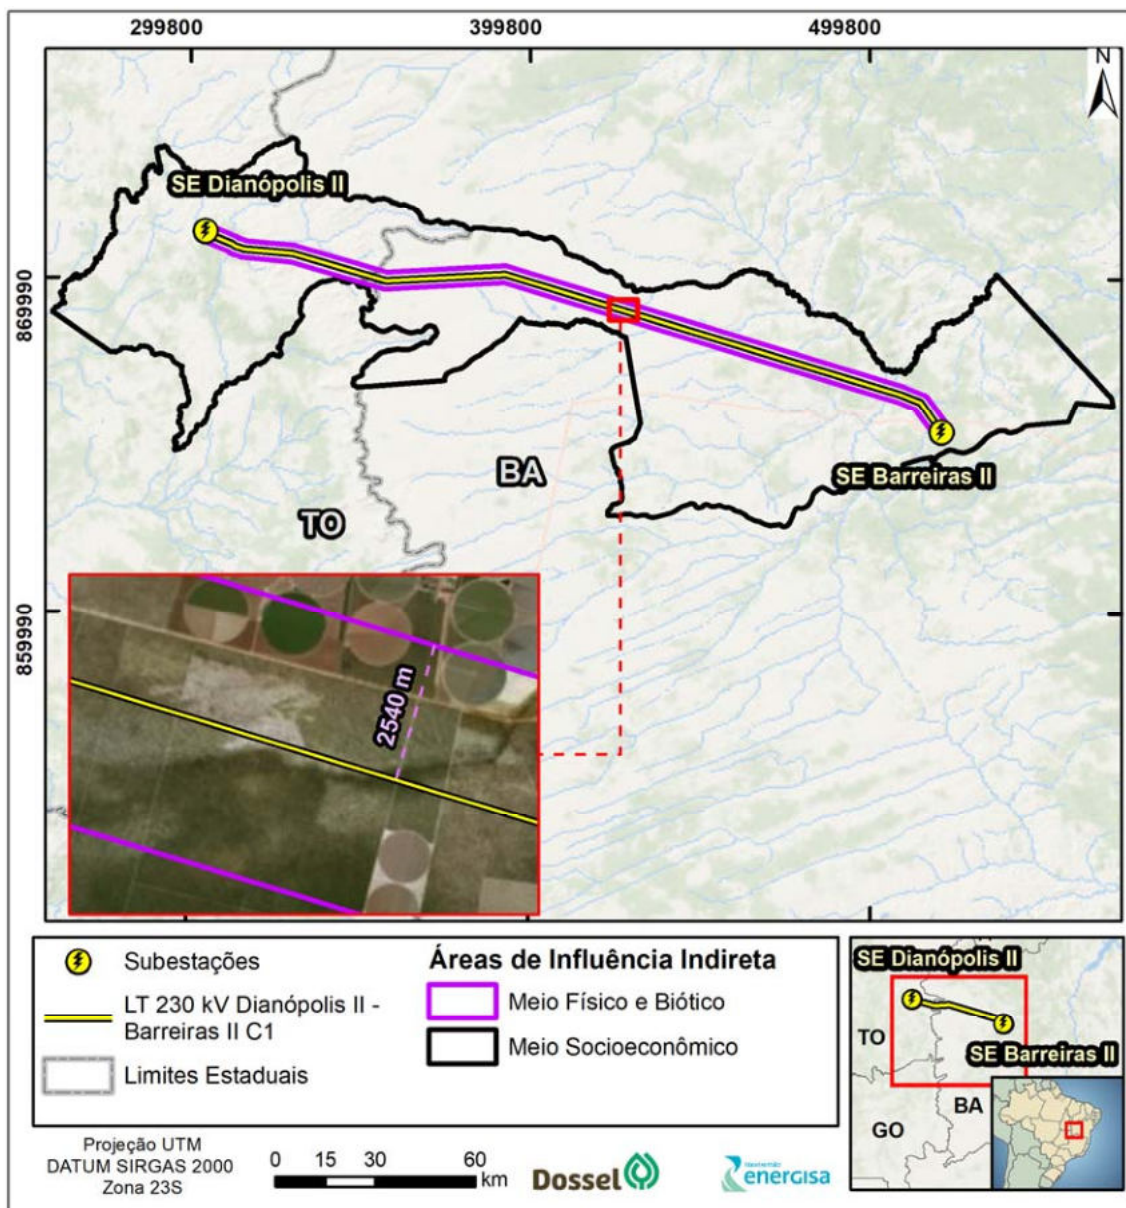 299800 399800 499800
N
SE Dianópolis II
869990
BA
SE Barreiras II
TO
859990
2540 m
Subestações
LT 230 kV Dianópolis II -
Barreiras II C1
Limites Estaduais
Áreas de Influência Indireta
Meio Físico e Biótico
Meio Socioeconômico
SE Dianópolis II
TO
SE Barreiras II
BA
GO
Projeção UTM
DATUM SIRGAS 2000
Zona 23S
0 15 30 60
km
Dossel
energisa